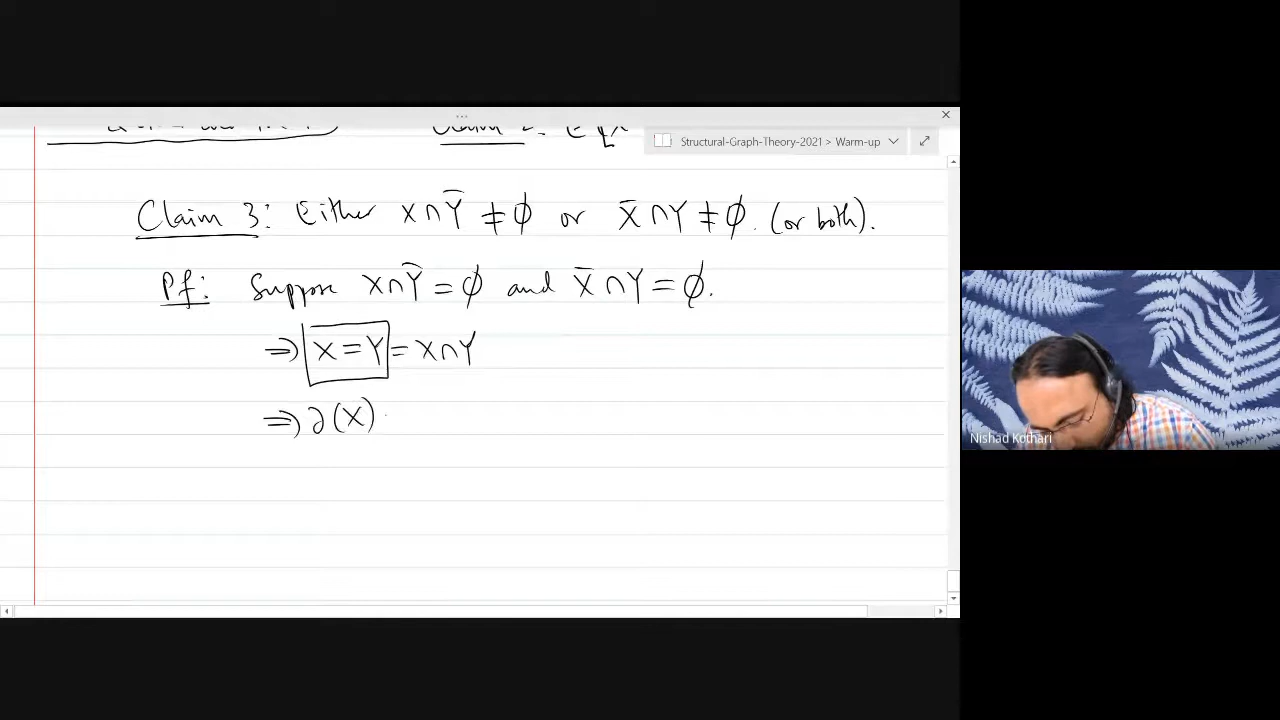 Structural-Graph-Theory-2021 > Warm-up
Claim 3: Either X∩Y̅ ≠ ϕ or X̅∩Y ≠ ϕ. (or both).
Pf: Suppose X∩Y̅ = ϕ and X̅∩Y = ϕ.
⇒ X = Y = X∩Y
⇒ ∂(X)
Nishad Kothari